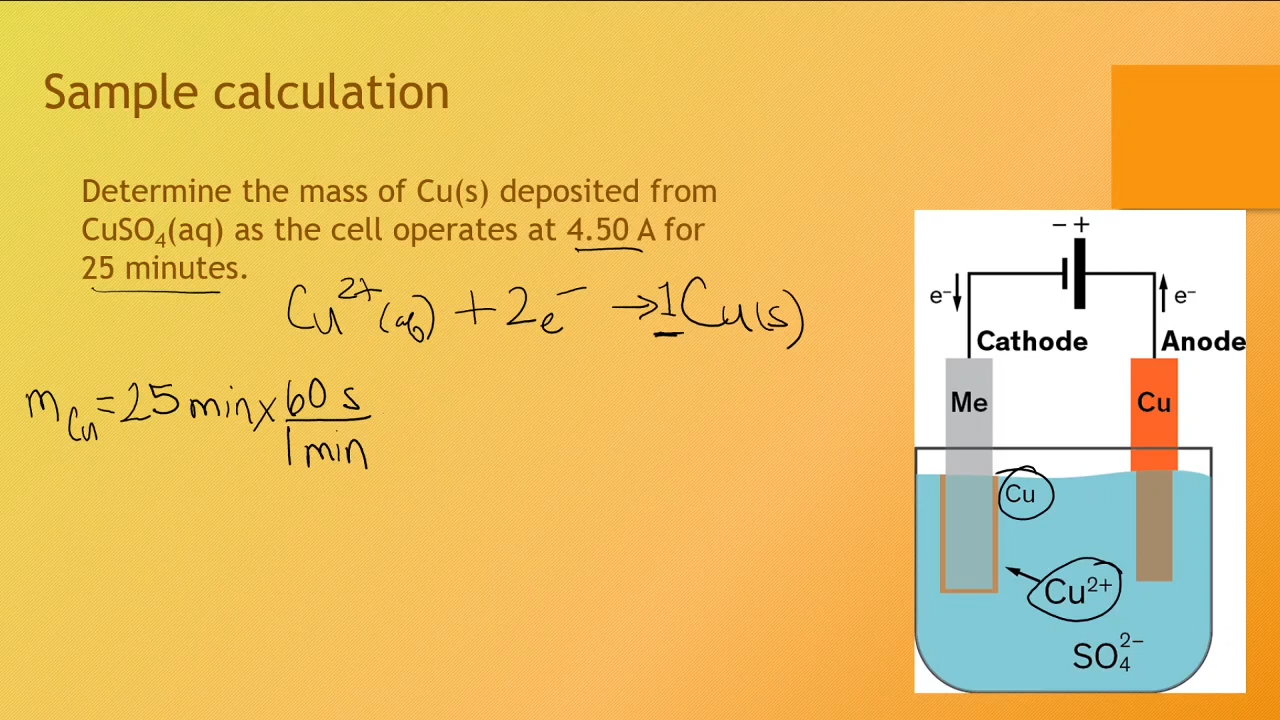 Sample calculation
Determine the mass of Cu(s) deposited from
CuSO₄(aq) as the cell operates at 4.50 A for
25 minutes.
Cu²⁺(aq) + 2e⁻ → 1Cu(s)
m_Cu = 25 min × 60 s / 1 min
− +
e⁻ e⁻
Cathode Anode
Me Cu
Cu
Cu²⁺
SO₄²⁻